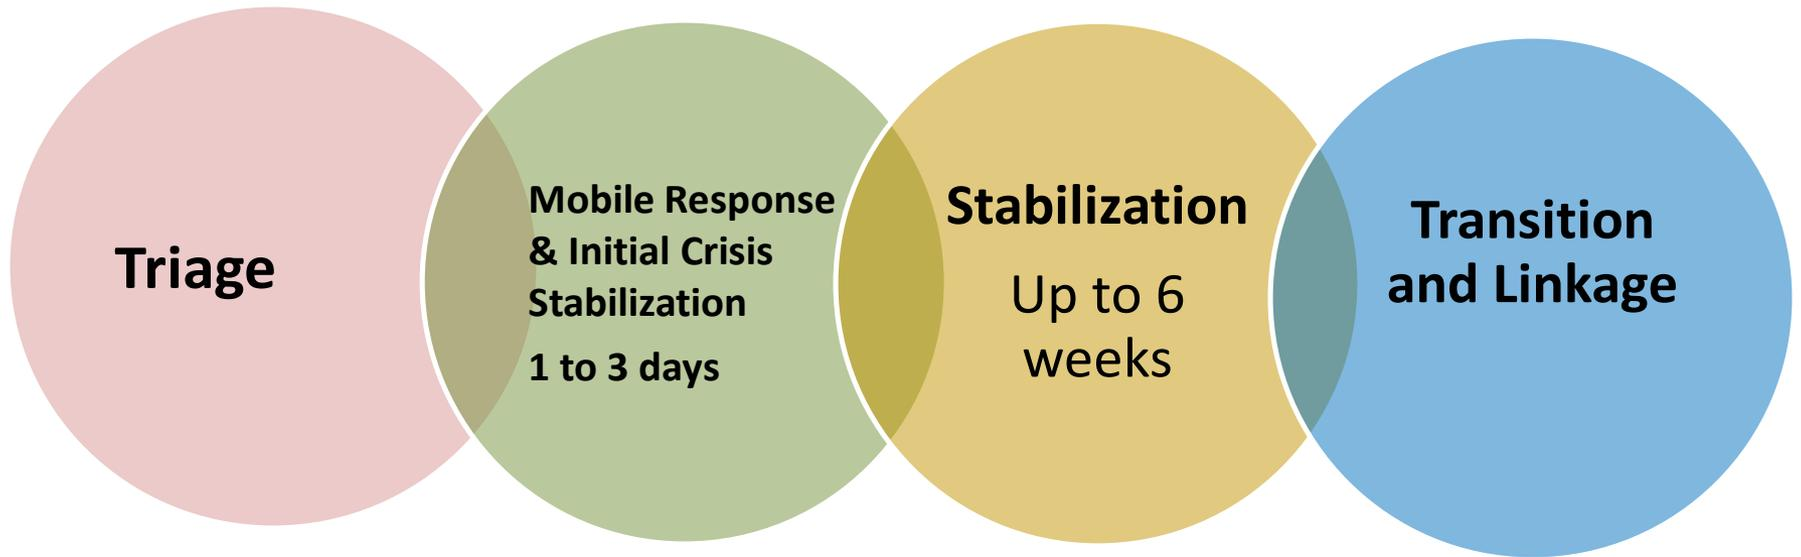 Triage
Mobile Response
& Initial Crisis
Stabilization
1 to 3 days
Stabilization
Up to 6
weeks
Transition
and Linkage